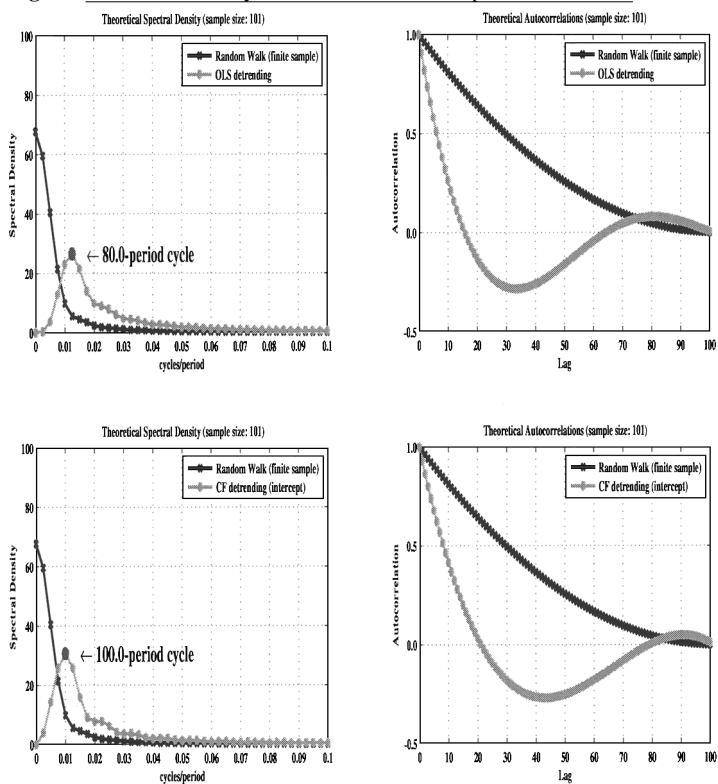 Theoretical Spectral Density (sample size: 101)
Random Walk (finite sample)
OLS detrending
← 80.0-period cycle
Spectral Density
100
80
60
40
20
0
0 0.01 0.02 0.03 0.04 0.05 0.06 0.07 0.08 0.09 0.1
cycles/period
Theoretical Autocorrelations (sample size: 101)
Random Walk (finite sample)
OLS detrending
Autocorrelation
1.0
0.5
0.0
-0.5
0 10 20 30 40 50 60 70 80 90 100
Lag
Theoretical Spectral Density (sample size: 101)
Random Walk (finite sample)
CF detrending (intercept)
← 100.0-period cycle
Spectral Density
100
80
60
40
20
0
0 0.01 0.02 0.03 0.04 0.05 0.06 0.07 0.08 0.09 0.1
cycles/period
Theoretical Autocorrelations (sample size: 101)
Random Walk (finite sample)
CF detrending (intercept)
Autocorrelation
1.0
0.5
0.0
-0.5
0 10 20 30 40 50 60 70 80 90 100
Lag